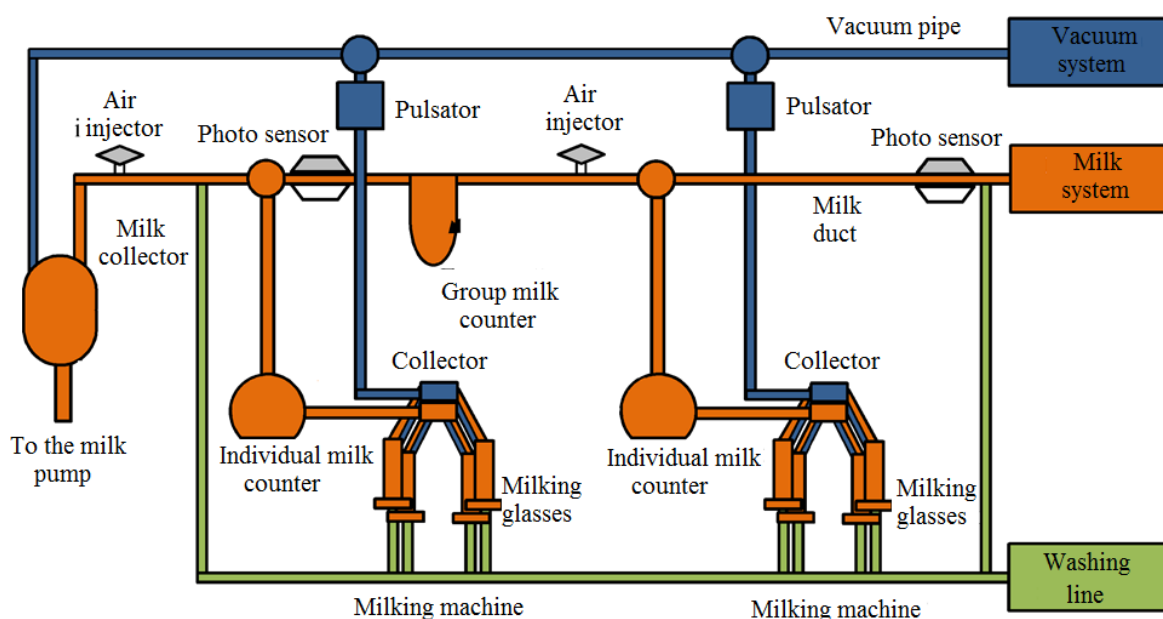 Vacuum pipe
Vacuum
system
Air
i injector
Photo sensor
Pulsator
Air
injector
Pulsator
Photo sensor
Milk
system
Milk
collector
Milk
duct
Group milk
counter
Collector
Collector
To the milk
pump
Individual milk
counter
Milking
glasses
Individual milk
counter
Milking
glasses
Washing
line
Milking machine
Milking machine